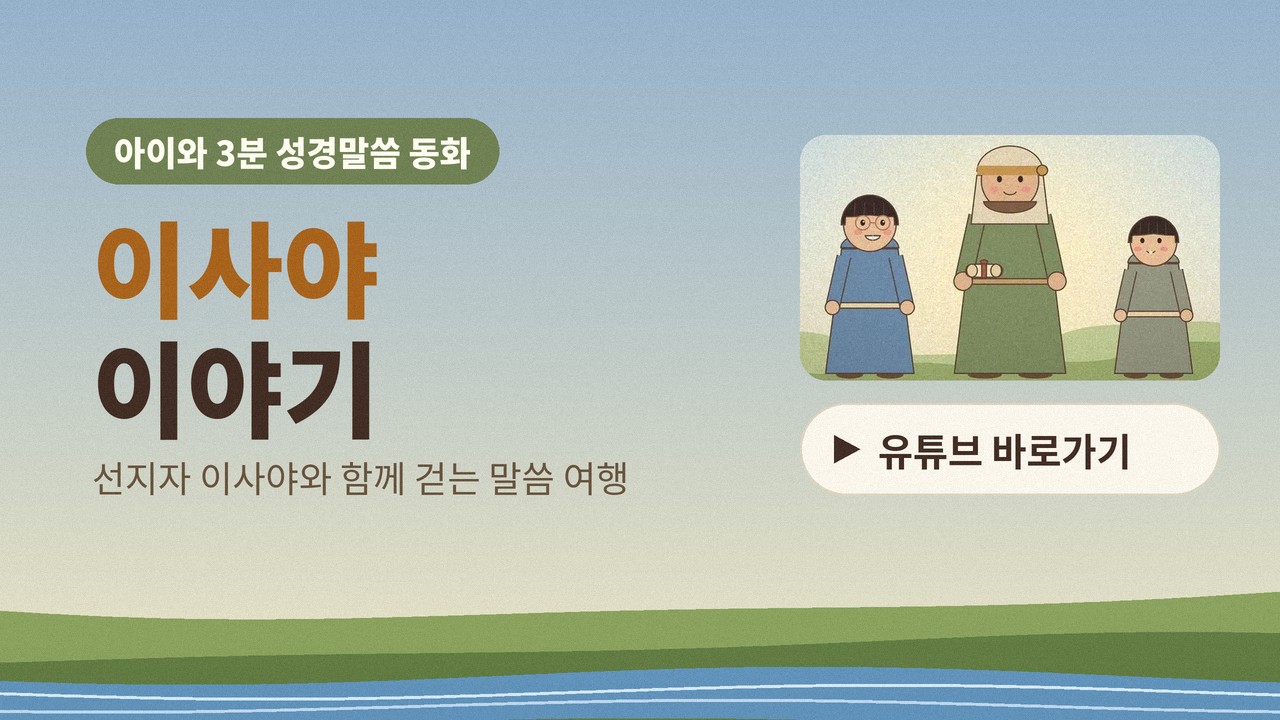 아이와 3분 성경말씀 동화
이사야
이야기
선지자 이사야와 함께 걷는 말씀 여행
유튜브 바로가기